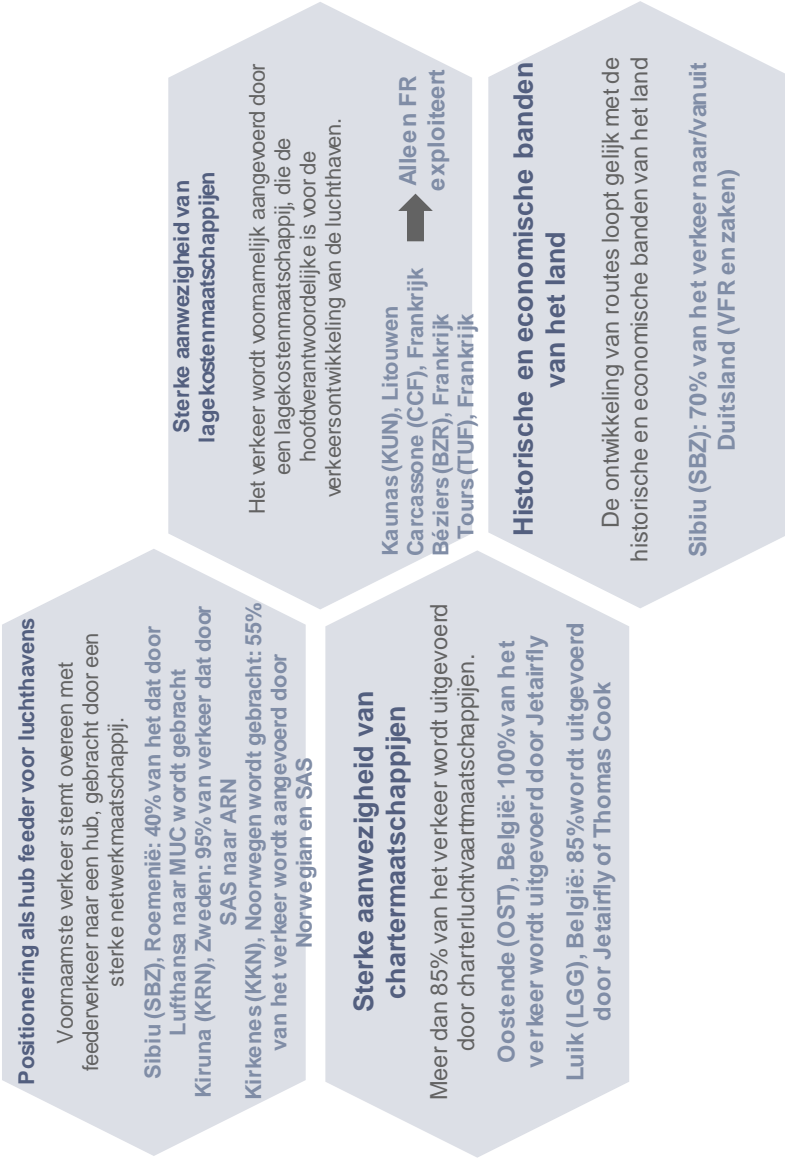 Positionering als hub feeder voor luchthavens
Voornaamste verkeer stemt overeen met
feederverkeer naar een hub, gebracht door een
sterke netwerkmaatschappij.
Sibiu (SBZ), Roemenië: 40% van het dat door
Lufthansa naar MUC wordt gebracht
Kiruna (KRN), Zweden: 95% van verkeer dat door
SAS naar ARN
Kirkenes (KKN), Noorwegen wordt gebracht: 55%
van het verkeer wordt aangevoerd door
Norwegian en SAS
Sterke aanwezigheid van
lagekostenmaatschappijen
Het verkeer wordt voornamelijk aangevoerd door
een lagekostenmaatschappij, die de
hoofdverantwoordelijke is voor de
verkeersontwikkeling van de luchthaven.
Kaunas (KUN), Litouwen
Carcassone (CCF), Frankrijk
Béziers (BZR), Frankrijk
Tours (TUF), Frankrijk
Alleen FR
exploiteert
Sterke aanwezigheid van
chartermaatschappijen
Meer dan 85% van het verkeer wordt uitgevoerd
door charterluchtvaartmaatschappijen.
Oostende (OST), België: 100% van het
verkeer wordt uitgevoerd door Jetairfly
Luik (LGG), België: 85% wordt uitgevoerd
door Jetairfly of Thomas Cook
Historische en economische banden
van het land
De ontwikkeling van routes loopt gelijk met de
historische en economische banden van het land
Sibiu (SBZ): 70% van het verkeer naar/vanuit
Duitsland (VFR en zaken)